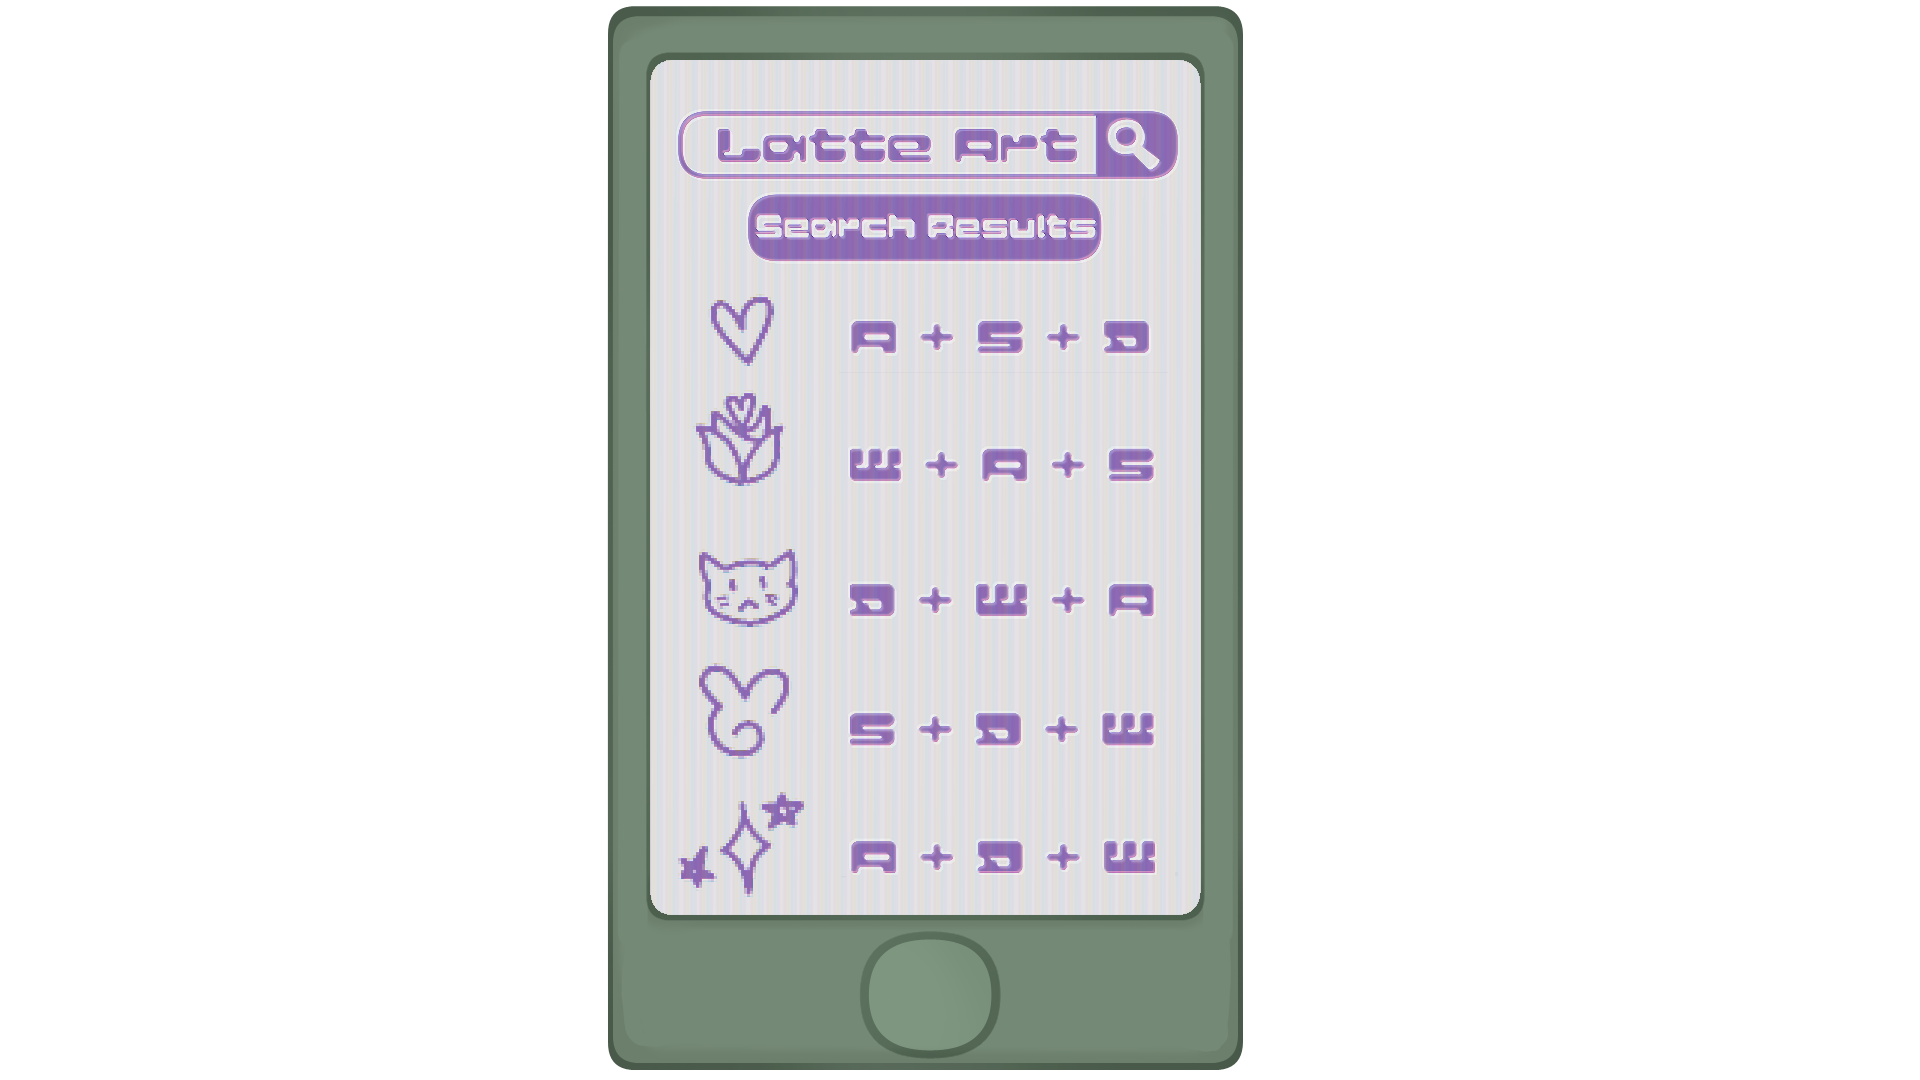 Latte Art
Search Results
A + S + D
W + A + S
D + W + A
S + D + W
A + D + W